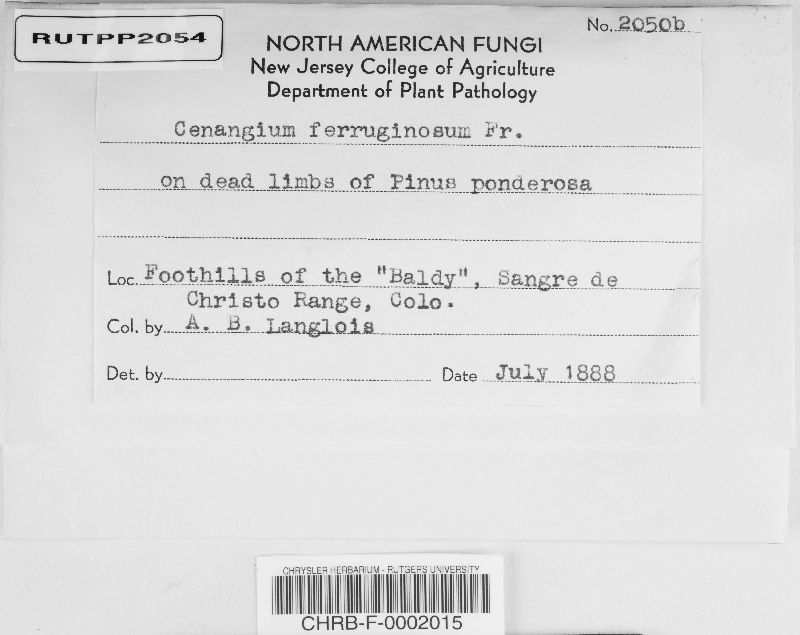 RUTPP2054
No. 2050b
NORTH AMERICAN FUNGI
New Jersey College of Agriculture
Department of Plant Pathology
Cenangium ferruginosum Fr.
on dead limbs of Pinus ponderosa
Loc. Foothills of the "Baldy", Sangre de
Christo Range, Colo.
Col. by A. B. Langlois
Det. by
Date July 1888
CHRYSLER HERBARIUM - RUTGERS UNIVERSITY
CHRB-F-0002015